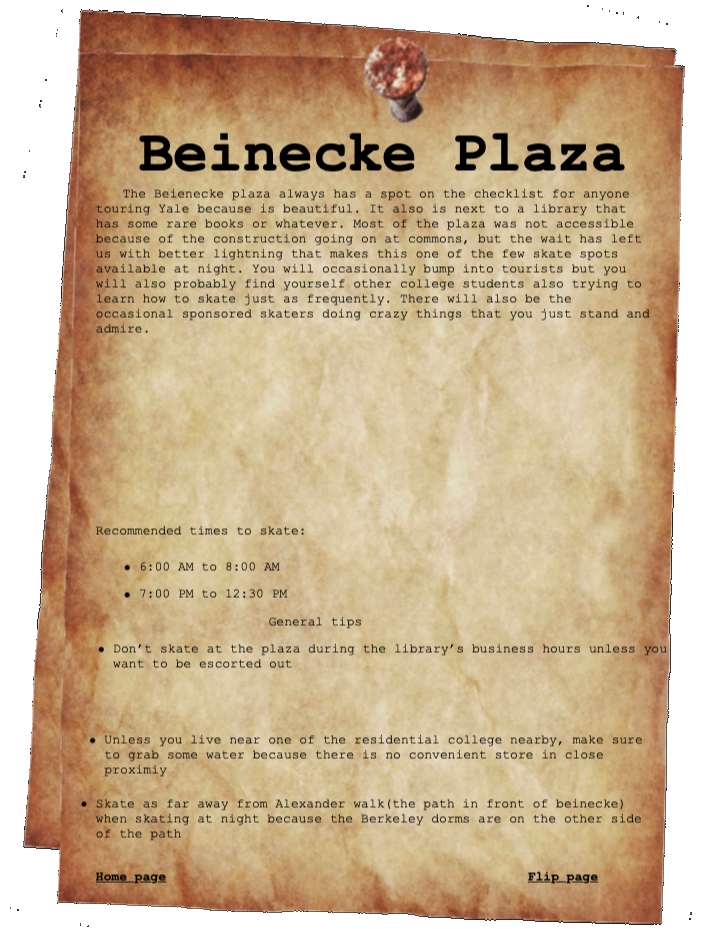 Beinecke Plaza
The Beienecke plaza always has a spot on the checklist for anyone
touring Yale because is beautiful. It also is next to a library that
has some rare books or whatever. Most of the plaza was not accessible
because of the construction going on at commons, but the wait has left
us with better lightning that makes this one of the few skate spots
available at night. You will occasionally bump into tourists but you
will also probably find yourself other college students also trying to
learn how to skate just as frequently. There will also be the
occasional sponsored skaters doing crazy things that you just stand and
admire.
Recommended times to skate:
• 6:00 AM to 8:00 AM
• 7:00 PM to 12:30 PM
General tips
• Don’t skate at the plaza during the library’s business hours unless you
want to be escorted out
• Unless you live near one of the residential college nearby, make sure
to grab some water because there is no convenient store in close
proximiy
• Skate as far away from Alexander walk(the path in front of beinecke)
when skating at night because the Berkeley dorms are on the other side
of the path
Home page
Flip page